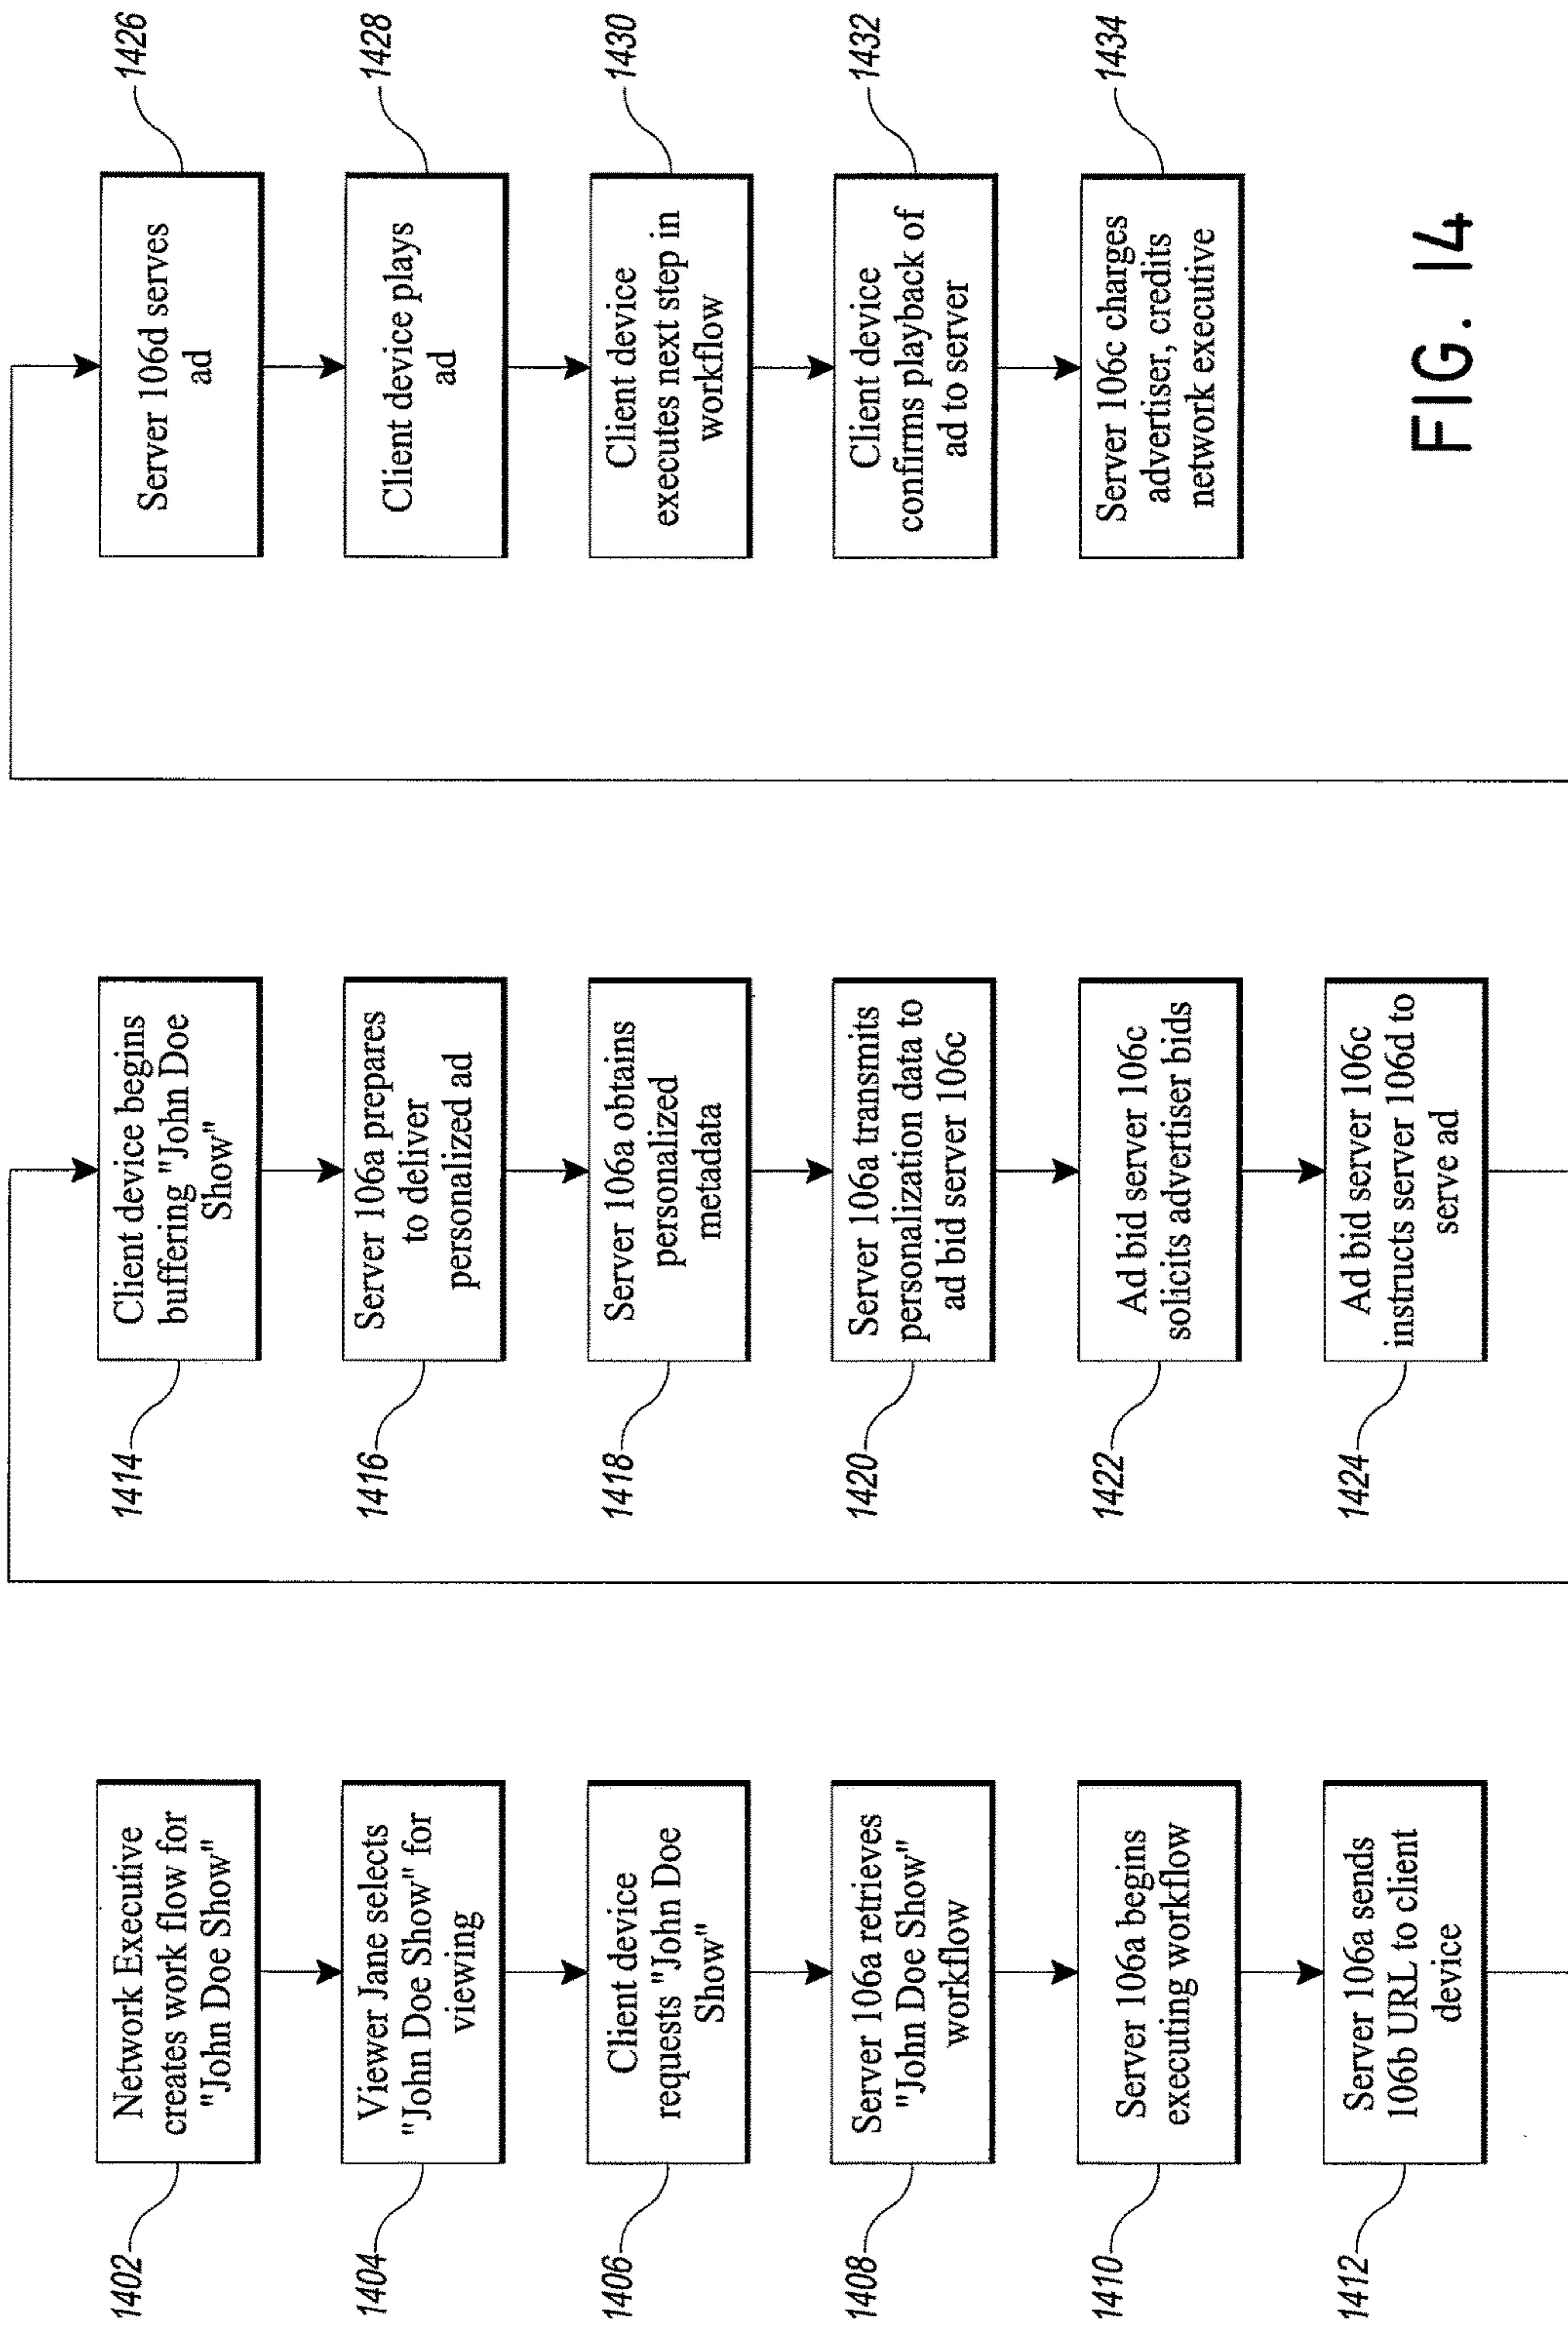 1402
Network Executive
creates work flow for
"John Doe Show"
1404
Viewer Jane selects
"John Doe Show" for
viewing
1406
Client device
requests "John Doe
Show"
1408
Server 106a retrieves
"John Doe Show"
workflow
1410
Server 106a begins
executing workflow
1412
Server 106a sends
106b URL to client
device
1414
Client device begins
buffering "John Doe
Show"
1416
Server 106a prepares
to deliver
personalized ad
1418
Server 106a obtains
personalized
metadata
1420
Server 106a transmits
personalization data to
ad bid server 106c
1422
Ad bid server 106c
solicits advertiser bids
1424
Ad bid server 106c
instructs server 106d to
serve ad
1426
Server 106d serves
ad
1428
Client device plays
ad
1430
Client device
executes next step in
workflow
1432
Client device
confirms playback of
ad to server
1434
Server 106c charges
advertiser, credits
network executive
FIG. 14